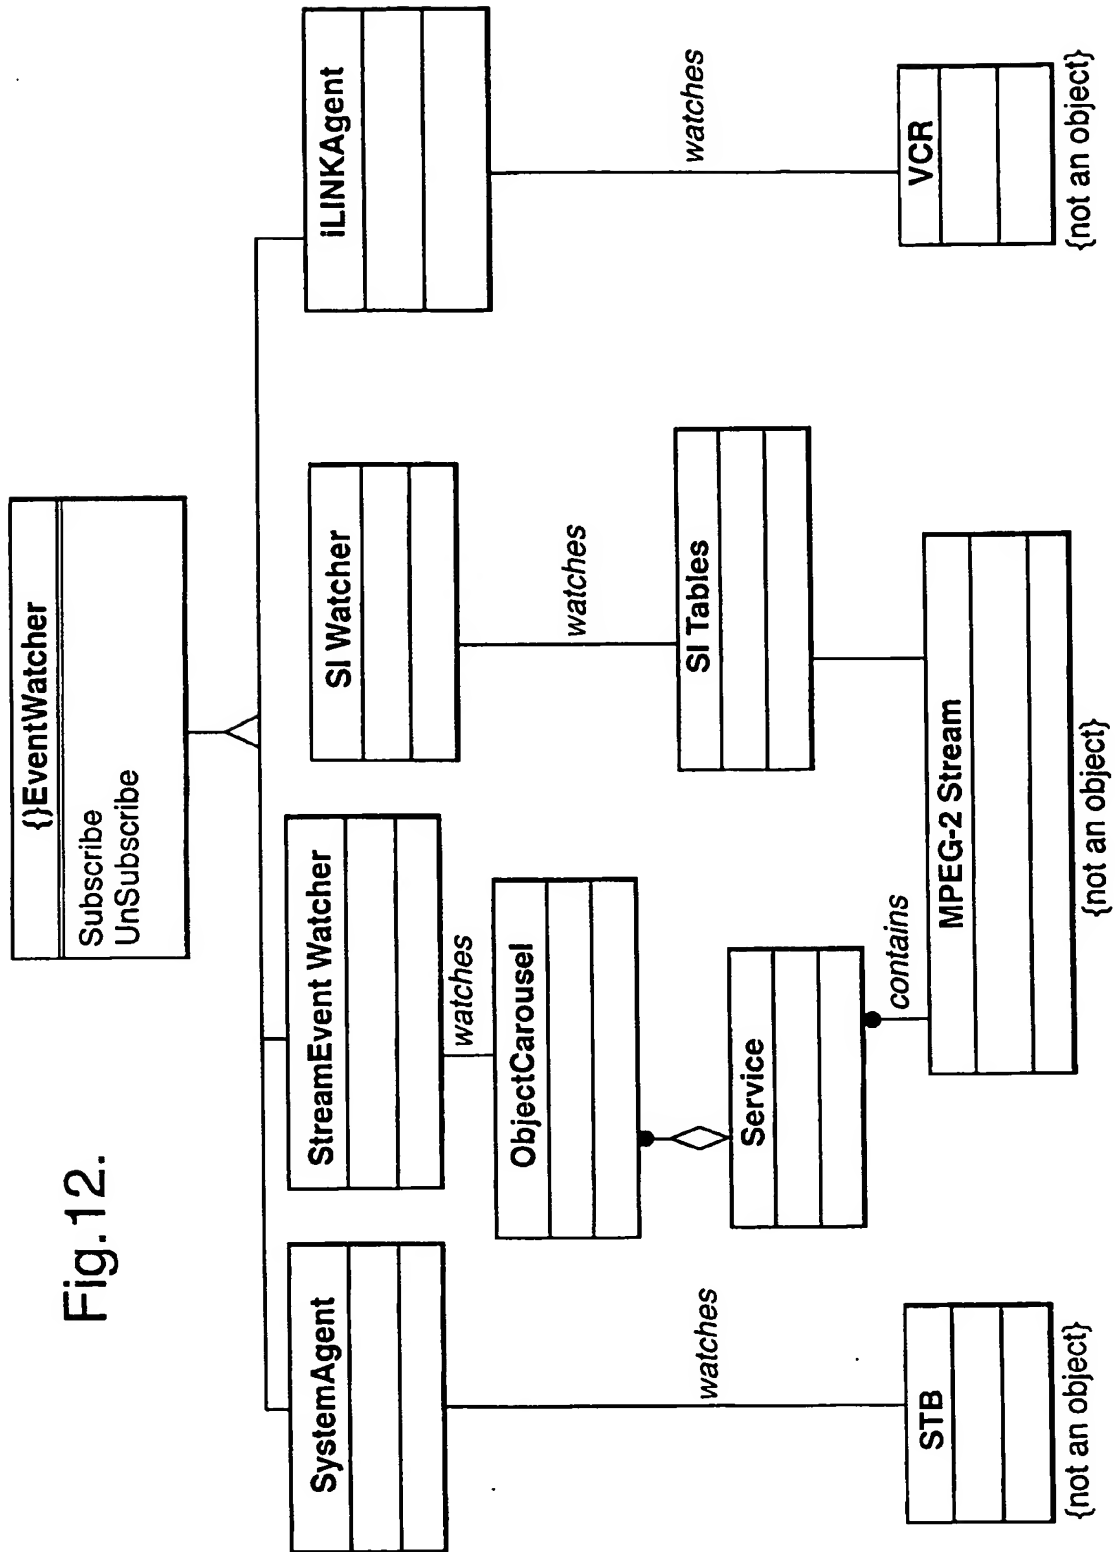 Fig.12.
{}EventWatcher
Subscribe
UnSubscribe
SystemAgent
StreamEvent Watcher
SI Watcher
iLINKAgent
watches
ObjectCarousel
watches
watches
watches
SI Tables
Service
contains
STB
{not an object}
MPEG-2 Stream
{not an object}
VCR
{not an object}